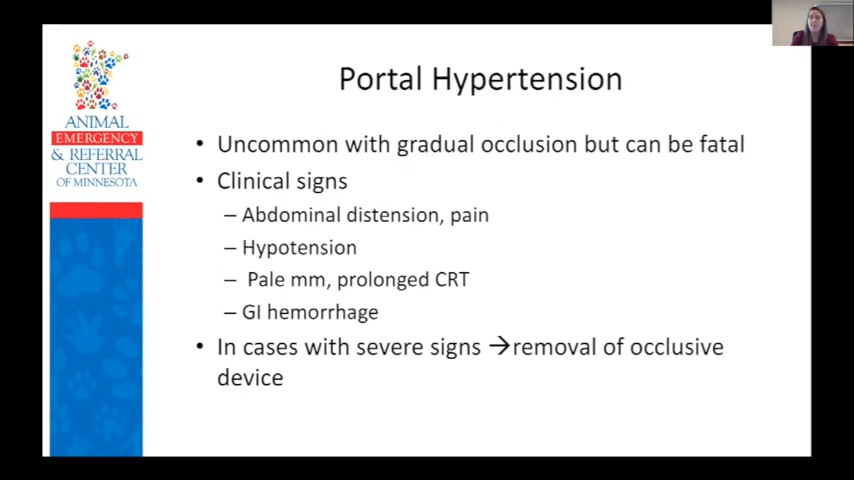 Portal Hypertension
ANIMAL
EMERGENCY
& REFERRAL
CENTER
OF MINNESOTA
• Uncommon with gradual occlusion but can be fatal
• Clinical signs
– Abdominal distension, pain
– Hypotension
– Pale mm, prolonged CRT
– GI hemorrhage
• In cases with severe signs →removal of occlusive
device